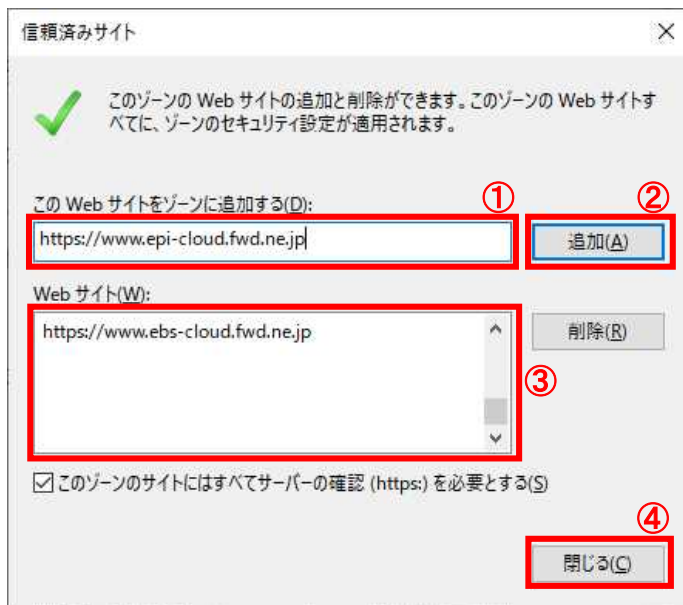 信頼済みサイト
このゾーンの Web サイトの追加と削除ができます。このゾーンの Web サイトす
べてに、ゾーンのセキュリティ設定が適用されます。
この Web サイトをゾーンに追加する(D):
①
②
https://www.epi-cloud.fwd.ne.jp
追加(A)
Web サイト(W):
https://www.ebs-cloud.fwd.ne.jp
削除(R)
③
このゾーンのサイトにはすべてサーバーの確認 (https:) を必要とする(S)
④
閉じる(C)